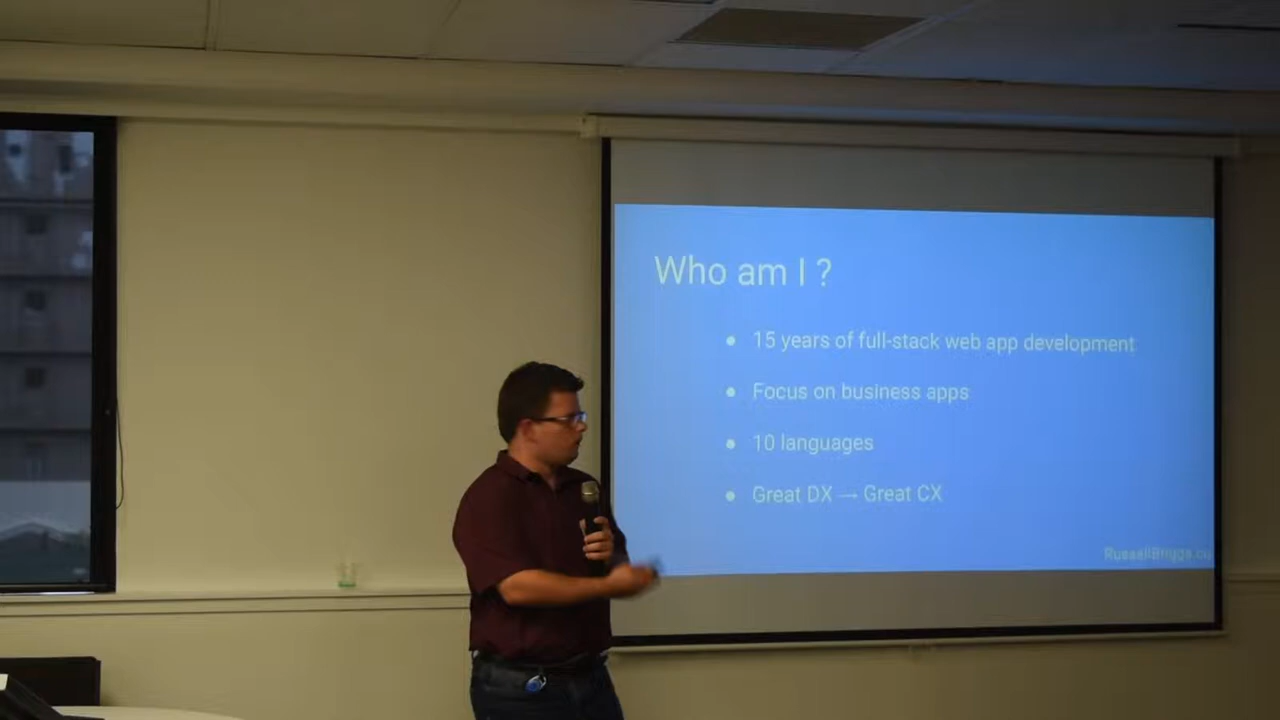 Who am I ?
● 15 years of full-stack web app development
● Focus on business apps
● 10 languages
● Great DX → Great CX